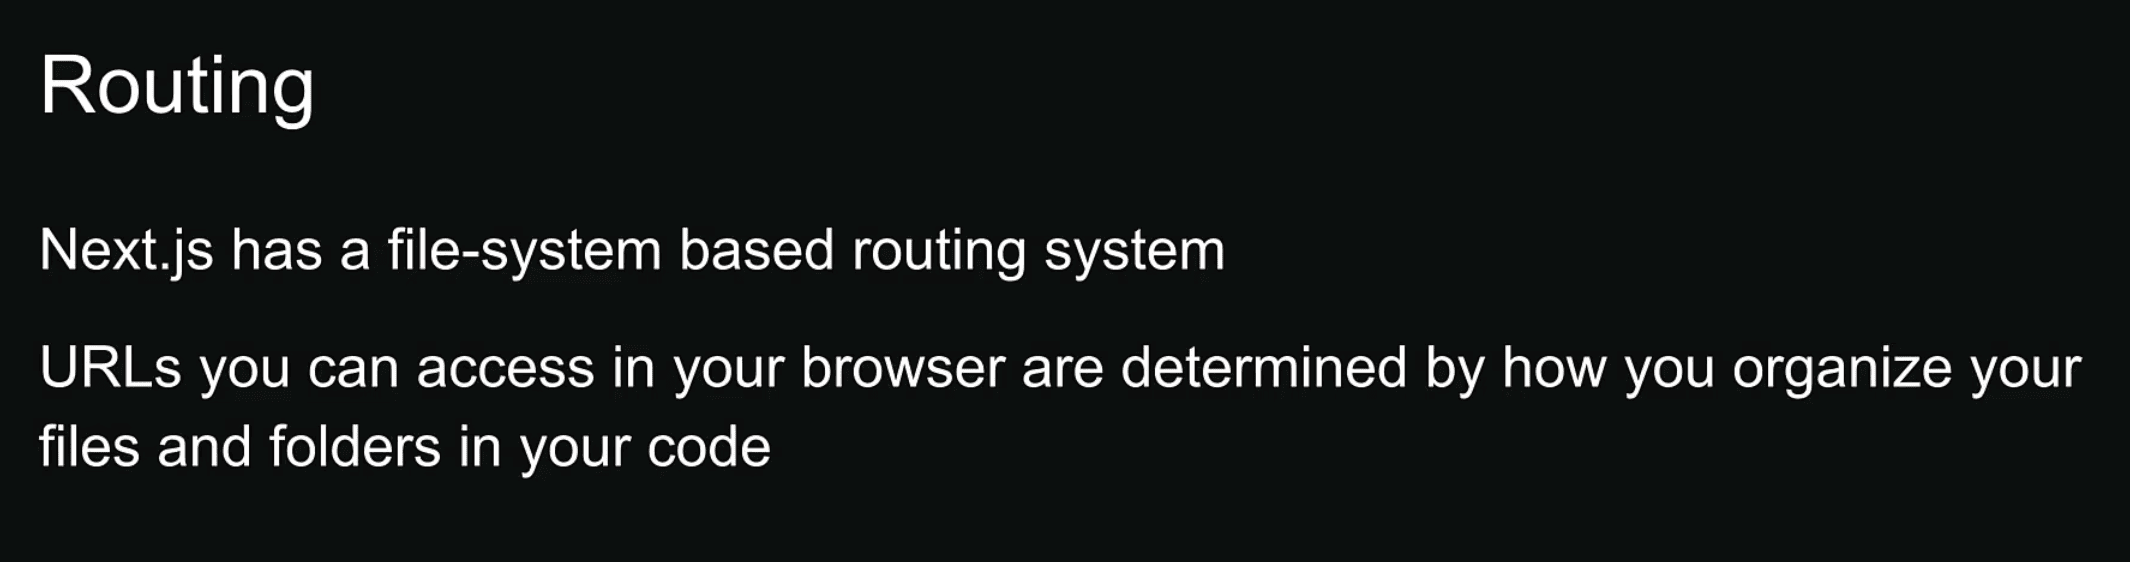 Routing
Next.js has a file-system based routing system
URLs you can access in your browser are determined by how you organize your
files and folders in your code